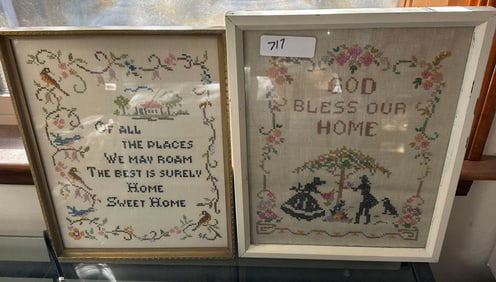 OF ALL
THE PLACES
WE MAY ROAM
THE BEST IS SURELY
HOME
SWEET HOME
717
GOD
BLESS OUR
HOME